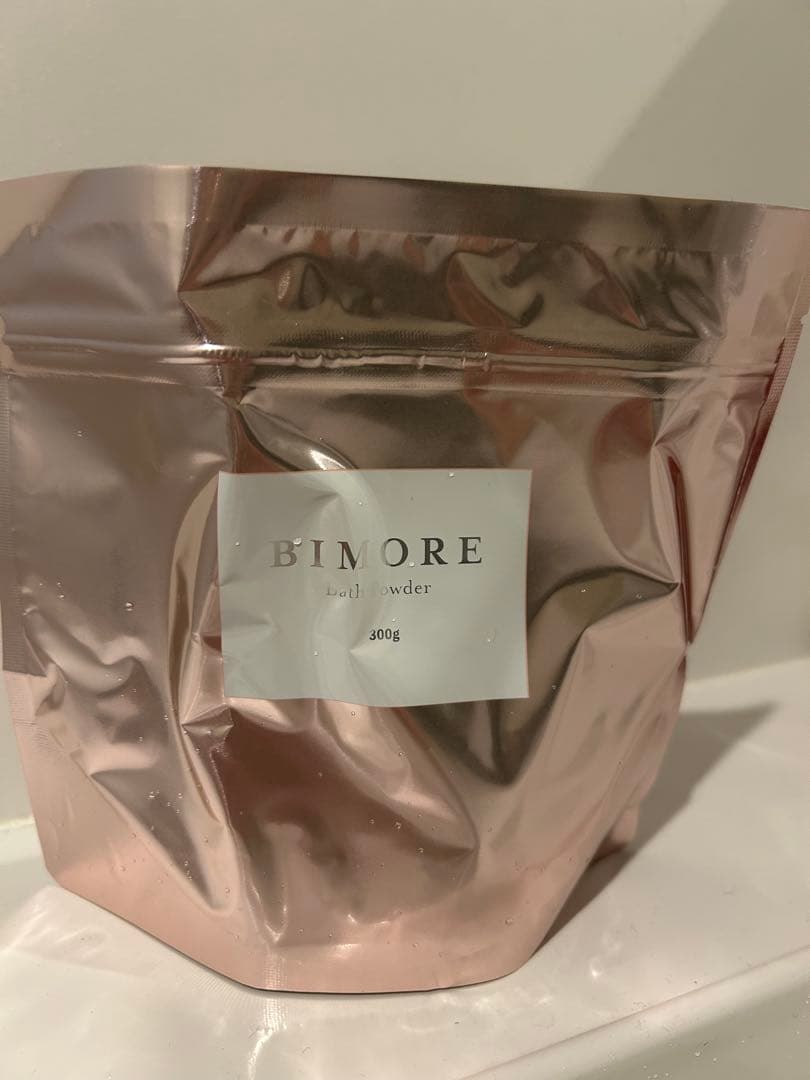 BIMORE
Bath Powder
300g